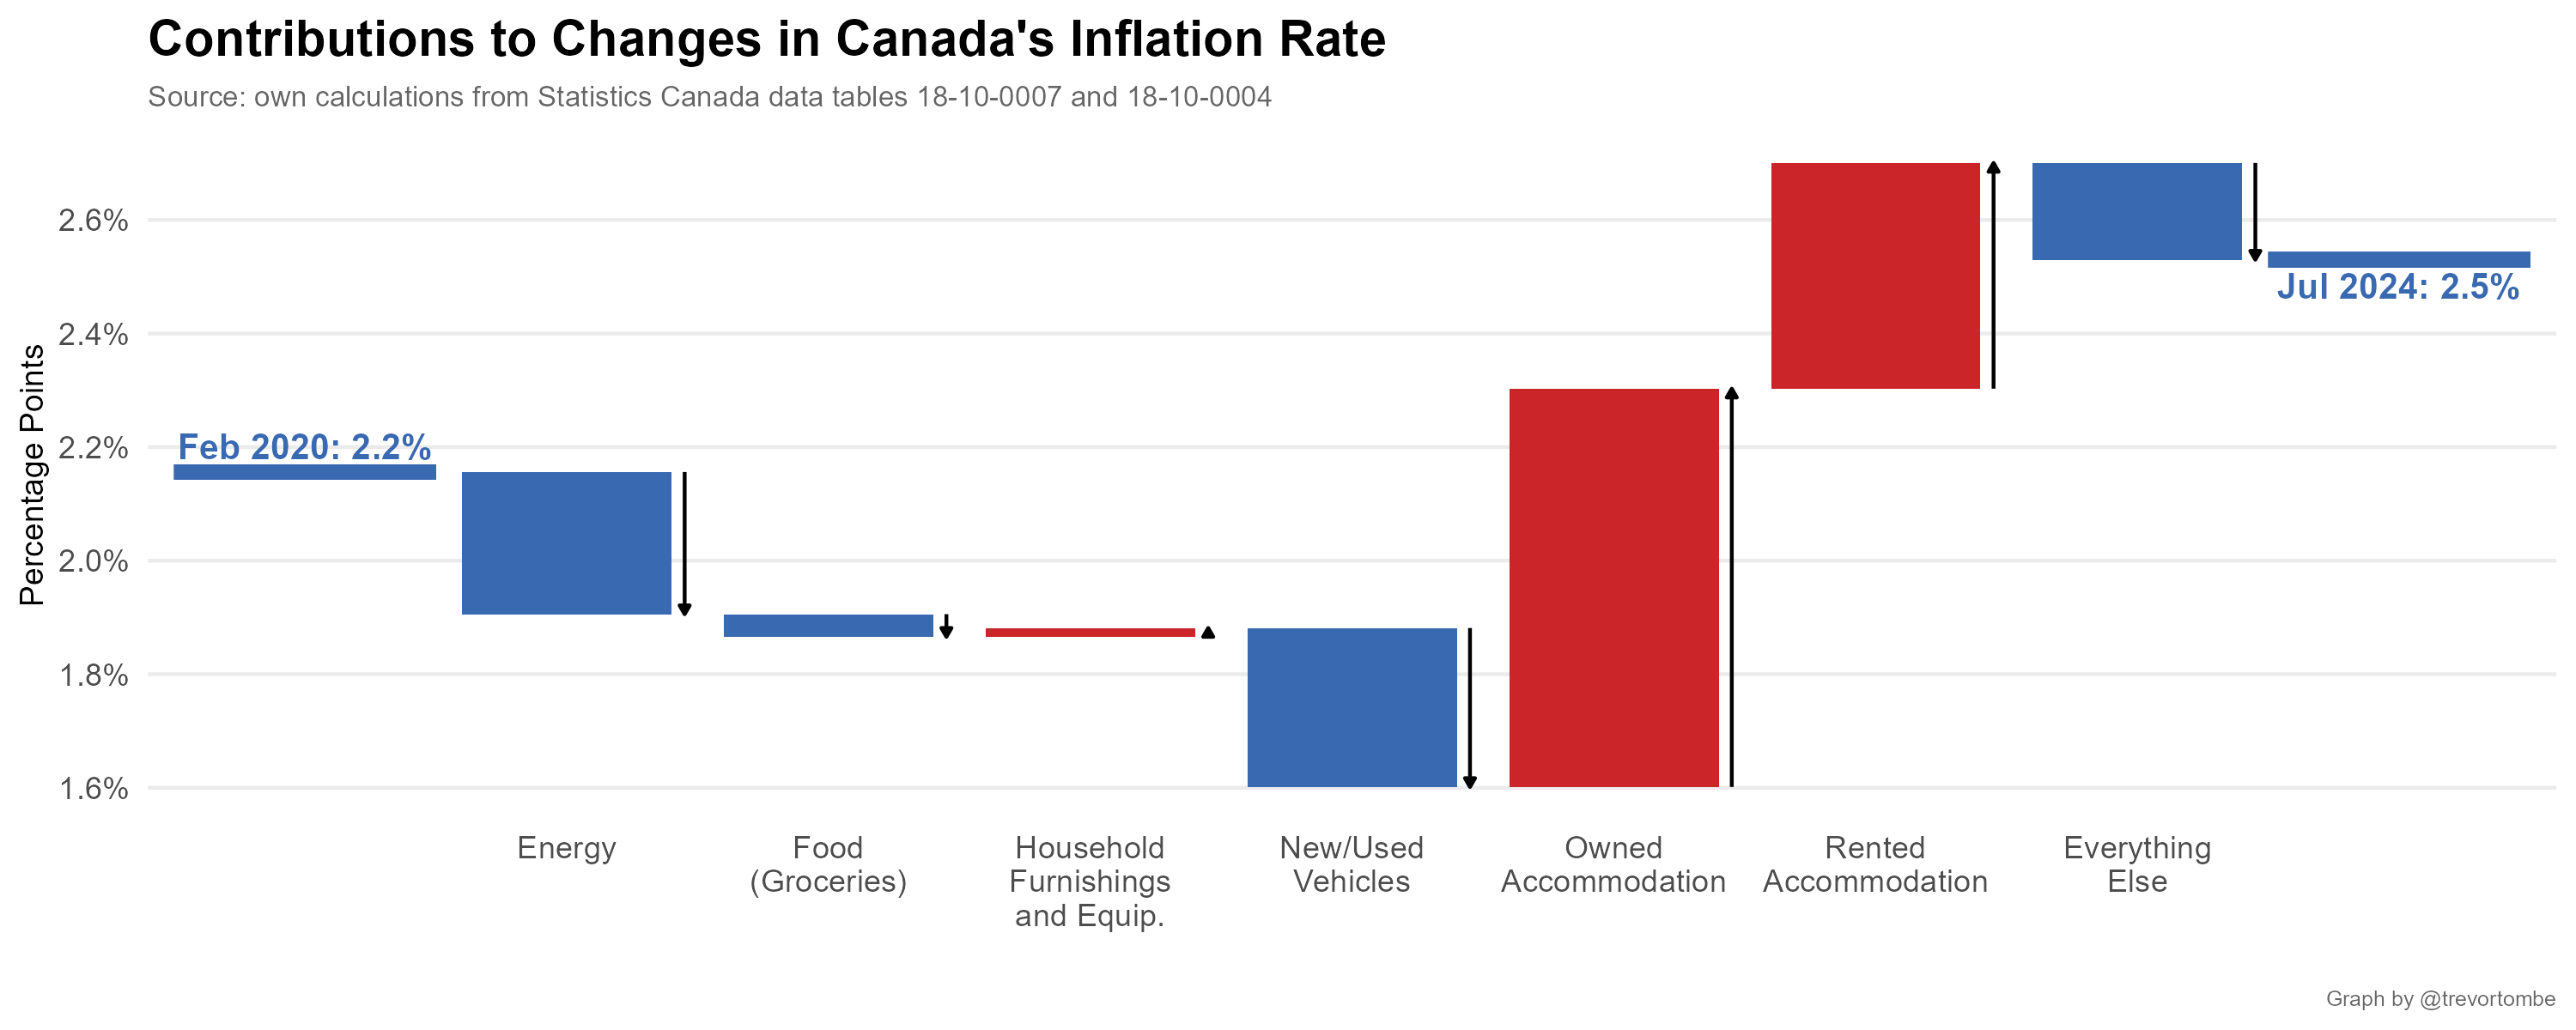 Contributions to Changes in Canada's Inflation Rate
Source: own calculations from Statistics Canada data tables 18-10-0007 and 18-10-0004
Percentage Points
2.6%
2.4%
2.2%
2.0%
1.8%
1.6%
Feb 2020: 2.2%
Jul 2024: 2.5%
Energy
Food
(Groceries)
Household
Furnishings
and Equip.
New/Used
Vehicles
Owned
Accommodation
Rented
Accommodation
Everything
Else
Graph by @trevortombe